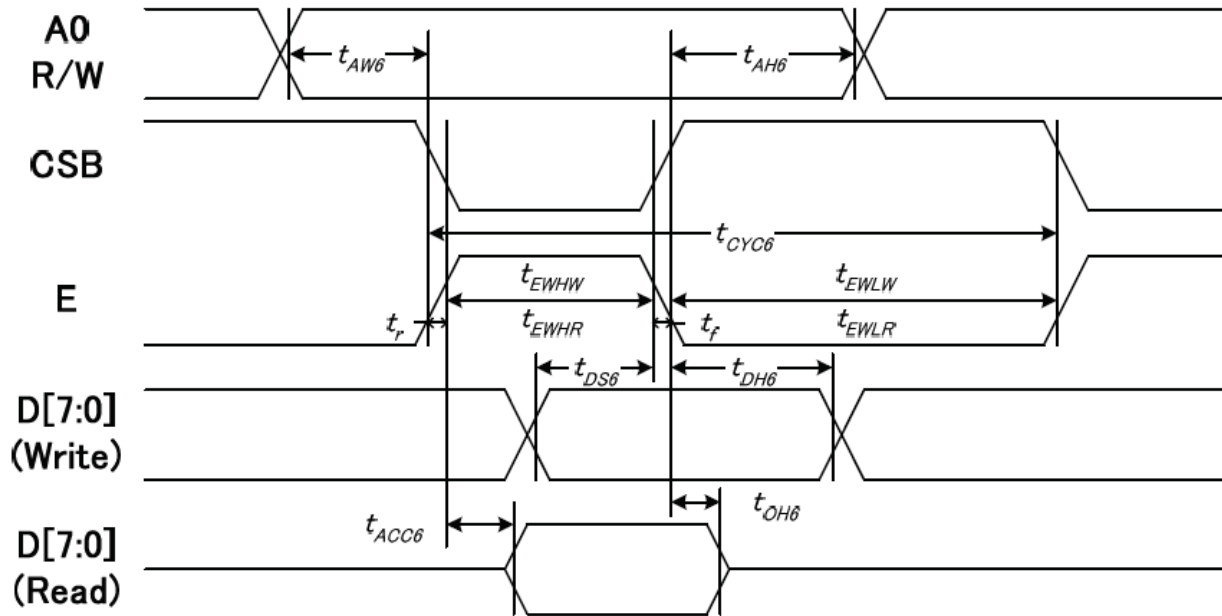 A0
R/W
t_AW6
t_AH6
CSB
t_CYC6
E
t_EWHW
t_EWLW
t_r
t_EWHR
t_f
t_EWLR
t_DS6
t_DH6
D[7:0]
(Write)
t_ACC6
t_OH6
D[7:0]
(Read)